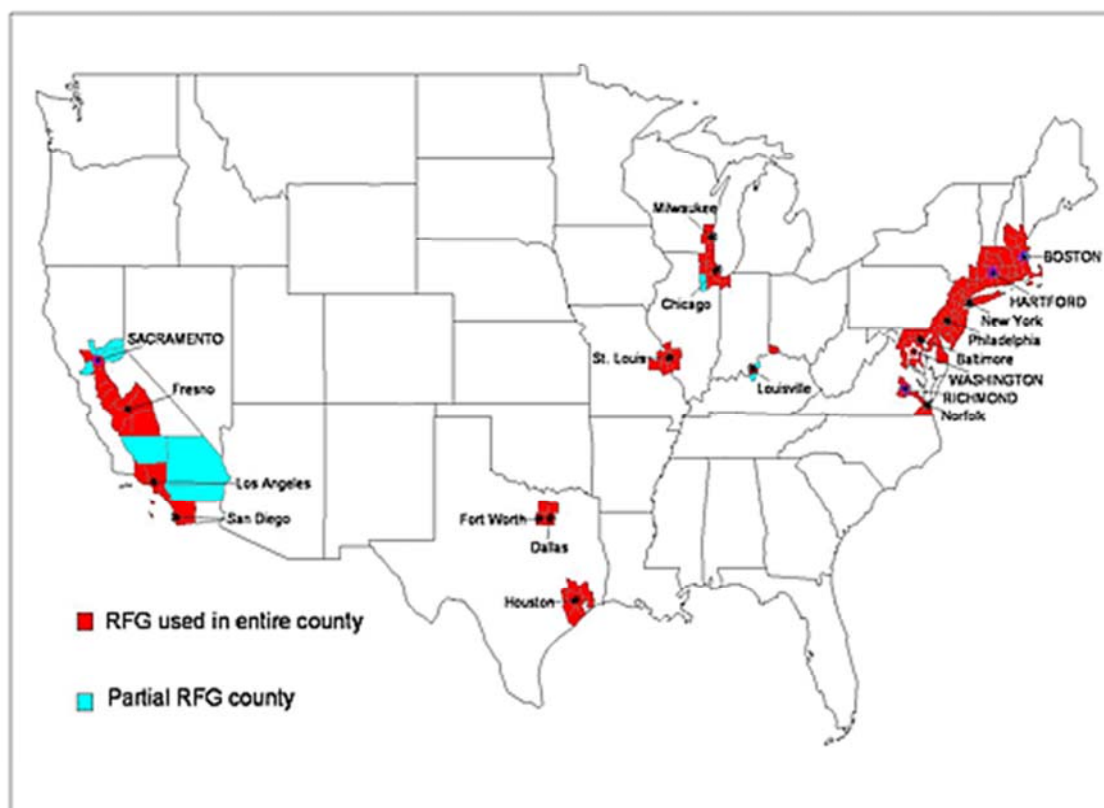 Milwaukee
BOSTON
Chicago
HARTFORD
New York
SACRAMENTO
Philadelphia
St. Louis
Baltimore
Fresno
Louisville
WASHINGTON
RICHMOND
Norfolk
Los Angeles
San Diego
Fort Worth
Dallas
Houston
RFG used in entire county
Partial RFG county